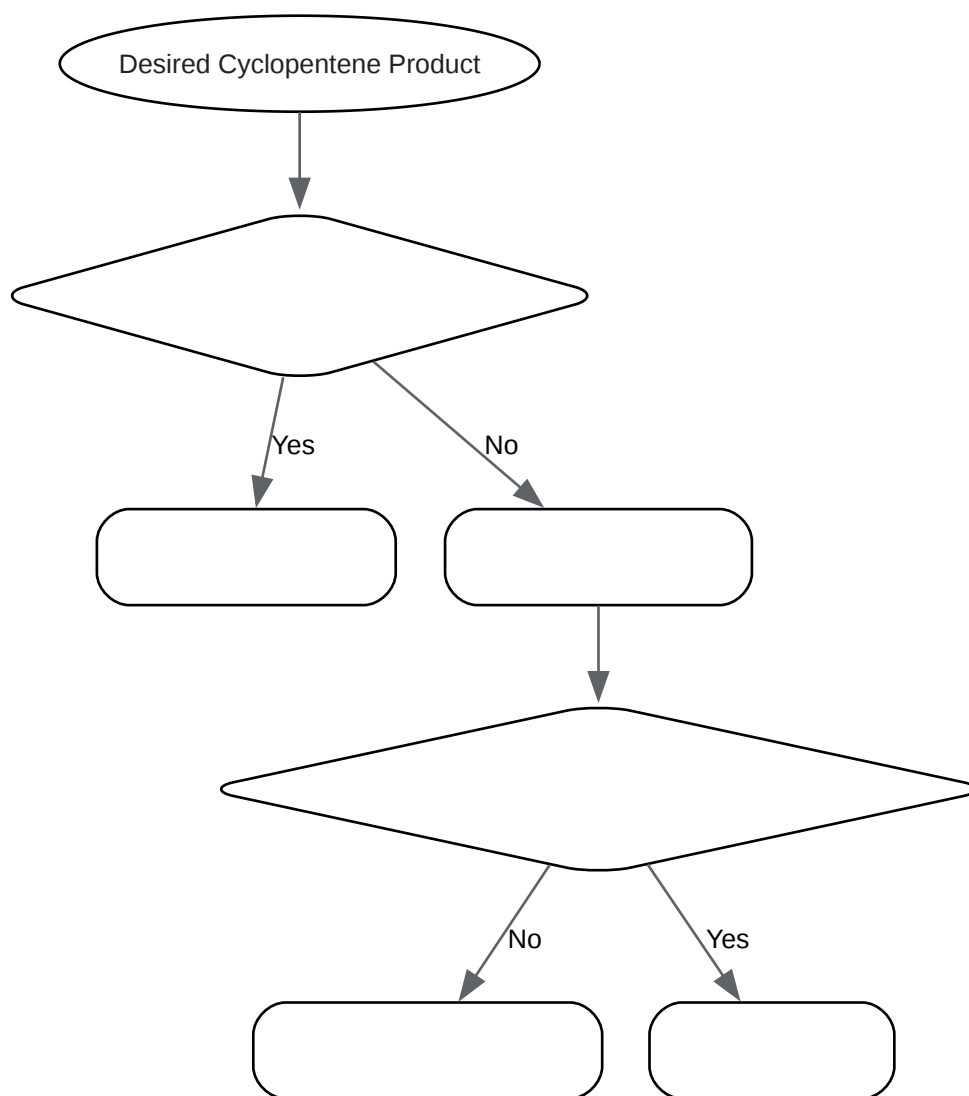 Desired Cyclopentene Product
Yes
No
No
Yes